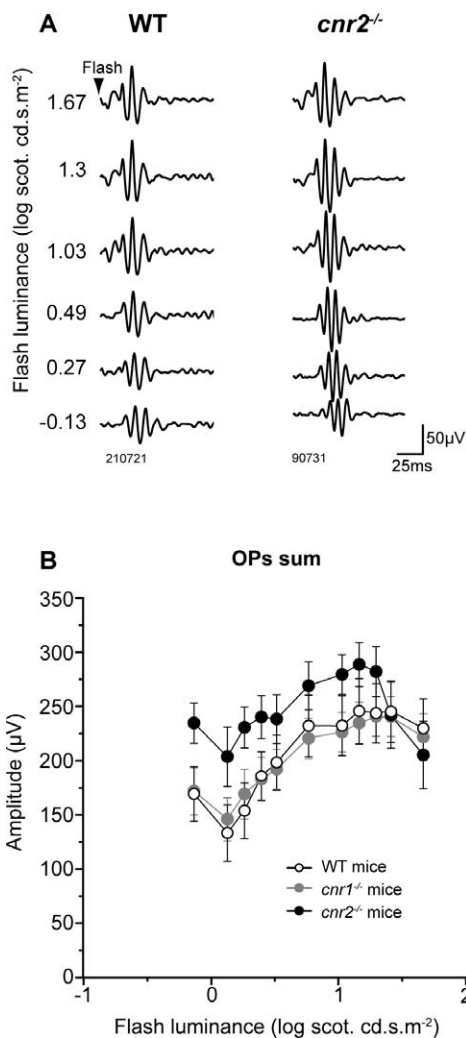 A WT cnr2-/-
Flash
1.67
1.3
1.03
0.49
0.27
-0.13
Flash luminance (log scot. cd.s.m-2)
210721 90731
50µV
25ms
B OPs sum
350
300
250
200
150
100
50
0
Amplitude (µV)
WT mice
cnr1-/- mice
cnr2-/- mice
-1 0 1 2
Flash luminance (log scot. cd.s.m-2)